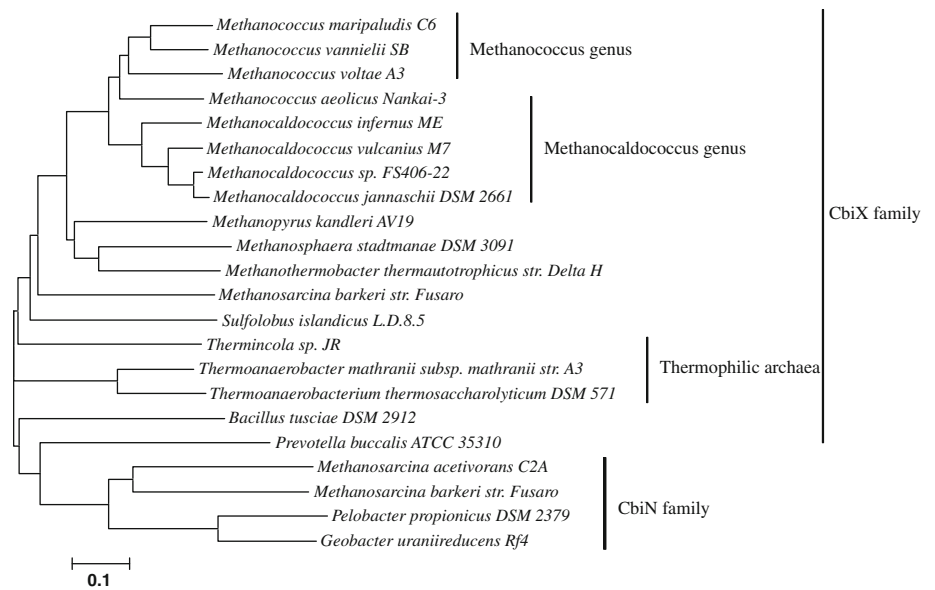 Methanococcus maripaludis C6
Methanococcus vannielii SB
Methanococcus voltae A3
Methanococcus genus
Methanococcus aeolicus Nankai-3
Methanocaldococcus infernus ME
Methanocaldococcus vulcanius M7
Methanocaldococcus sp. FS406-22
Methanocaldococcus jannaschii DSM 2661
Methanocaldococcus genus
Methanopyrus kandleri AV19
Methanosphaera stadtmanae DSM 3091
Methanothermobacter thermautotrophicus str. Delta H
Methanosarcina barkeri str. Fusaro
Sulfolobus islandicus L.D.8.5
Thermincola sp. JR
Thermoanaerobacter mathranii subsp. mathranii str. A3
Thermoanaerobacterium thermosaccharolyticum DSM 571
Thermophilic archaea
Bacillus tusciae DSM 2912
Prevotella buccalis ATCC 35310
CbiX family
Methanosarcina acetivorans C2A
Methanosarcina barkeri str. Fusaro
Pelobacter propionicus DSM 2379
Geobacter uraniireducens Rf4
CbiN family
0.1